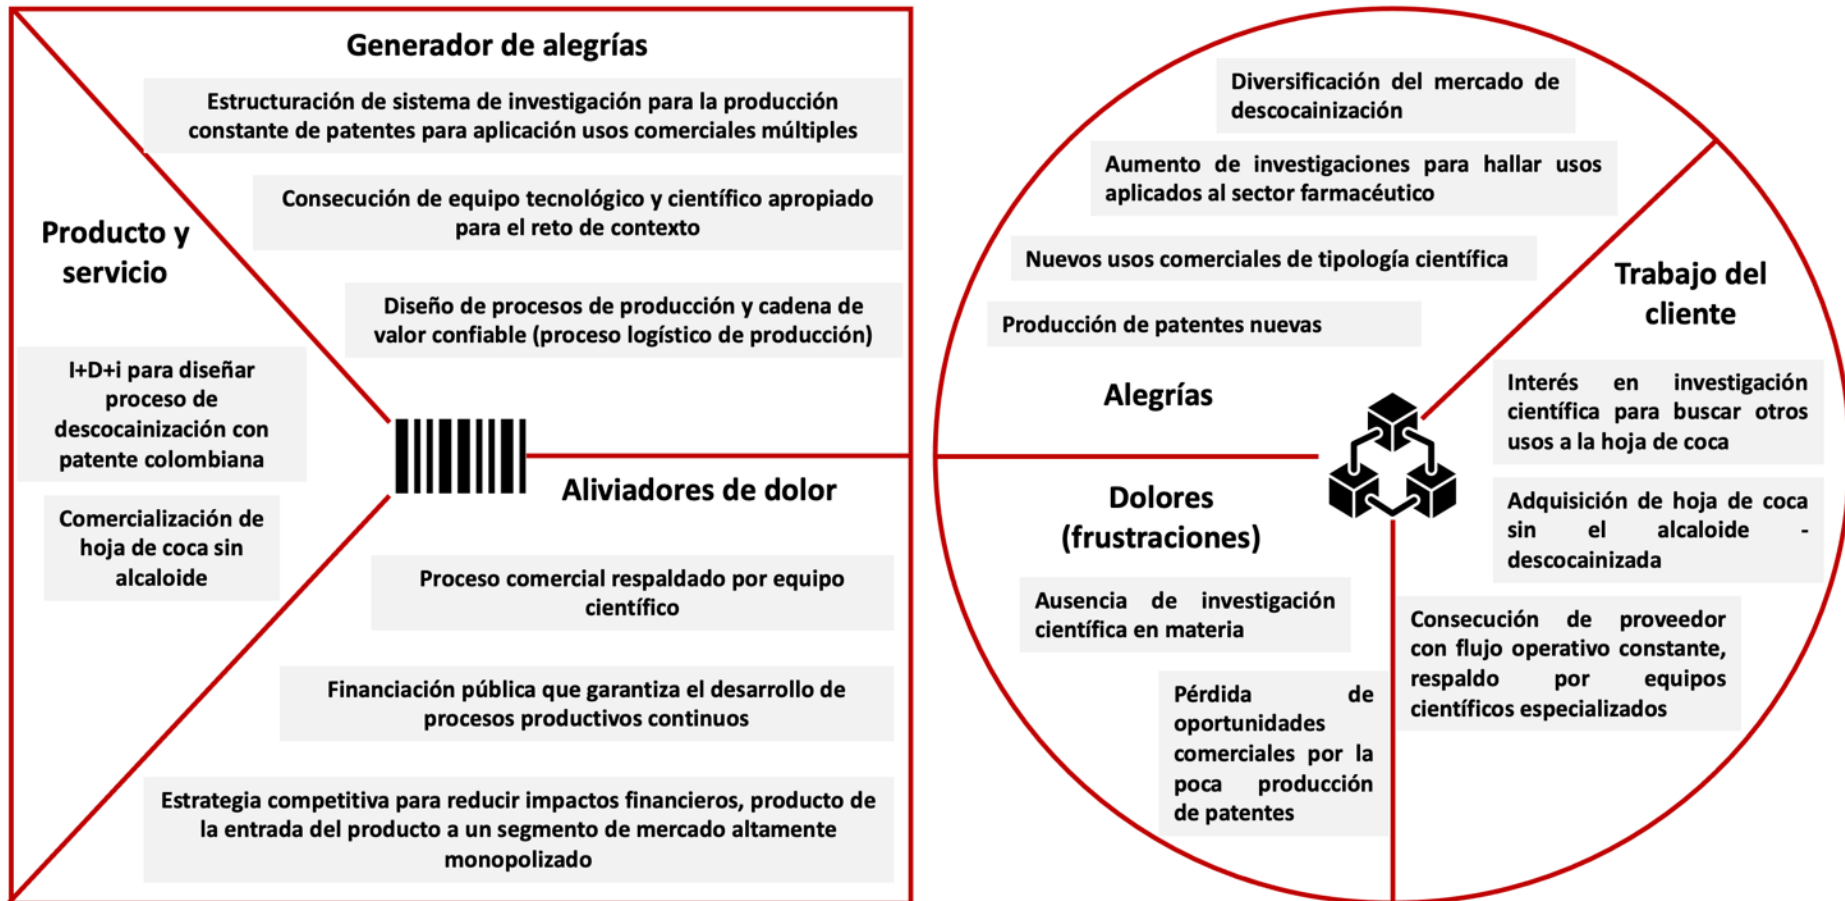 Generador de alegrías
Estructuración de sistema de investigación para la producción
constante de patentes para aplicación usos comerciales múltiples
Consecución de equipo tecnológico y científico apropiado
para el reto de contexto
Diseño de procesos de producción y cadena de
valor confiable (proceso logístico de producción)
Producto y
servicio
I+D+i para diseñar
proceso de
descocainización con
patente colombiana
Comercialización de
hoja de coca sin
alcaloide
Aliviadores de dolor
Proceso comercial respaldado por equipo
científico
Financiación pública que garantiza el desarrollo de
procesos productivos continuos
Estrategia competitiva para reducir impactos financieros, producto de
la entrada del producto a un segmento de mercado altamente
monopolizado
Diversificación del mercado de
descocainización
Aumento de investigaciones para hallar usos
aplicados al sector farmacéutico
Nuevos usos comerciales de tipología científica
Producción de patentes nuevas
Alegrías
Trabajo del
cliente
Interés en investigación
científica para buscar otros
usos a la hoja de coca
Adquisición de hoja de coca
sin el alcaloide -
descocainizada
Consecución de proveedor
con flujo operativo constante,
respaldo por equipos
científicos especializados
Dolores
(frustraciones)
Ausencia de investigación
científica en materia
Pérdida de
oportunidades
comerciales por la
poca producción
de patentes